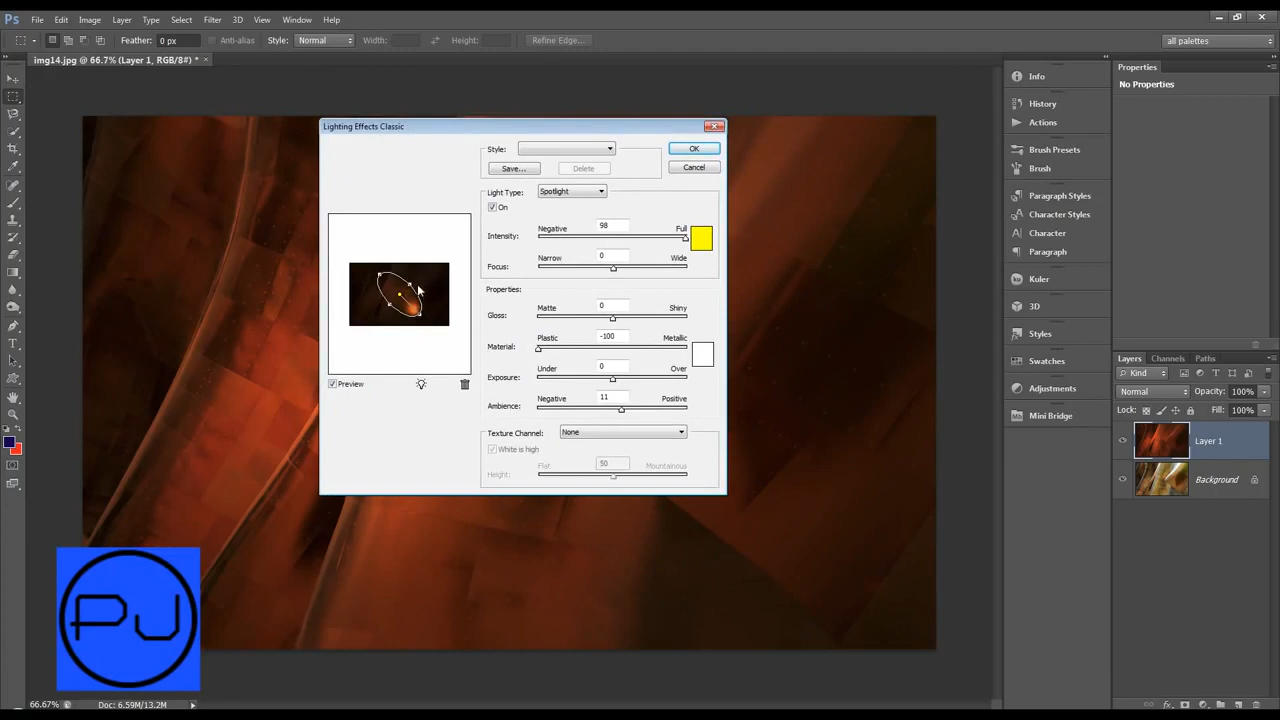 Ps File Edit Image Layer Type Select Filter 3D View Window Help
Feather: 0 px Anti-alias Style: Normal Width: Height: Refine Edge... all palettes
img14.jpg @ 66.7% (Layer 1, RGB/8#) * ×
Lighting Effects Classic
Style:
OK
Save... Delete
Cancel
Light Type: Spotlight
On
Negative 98 Full
Intensity:
Narrow 0 Wide
Focus:
Properties:
Matte 0 Shiny
Gloss:
Plastic -100 Metallic
Material:
Under 0 Over
Exposure:
Negative 11 Positive
Ambience:
Texture Channel: None
White is high
Flat 50 Mountainous
Height:
Preview
Info
History
Actions
Brush Presets
Brush
Paragraph Styles
Character Styles
Character
Paragraph
Kuler
3D
Styles
Swatches
Adjustments
Mini Bridge
Properties
No Properties
Layers Channels Paths
Kind
Normal Opacity: 100%
Lock: Fill: 100%
Layer 1
Background
PJ
66.67% Doc: 6.59M/13.2M